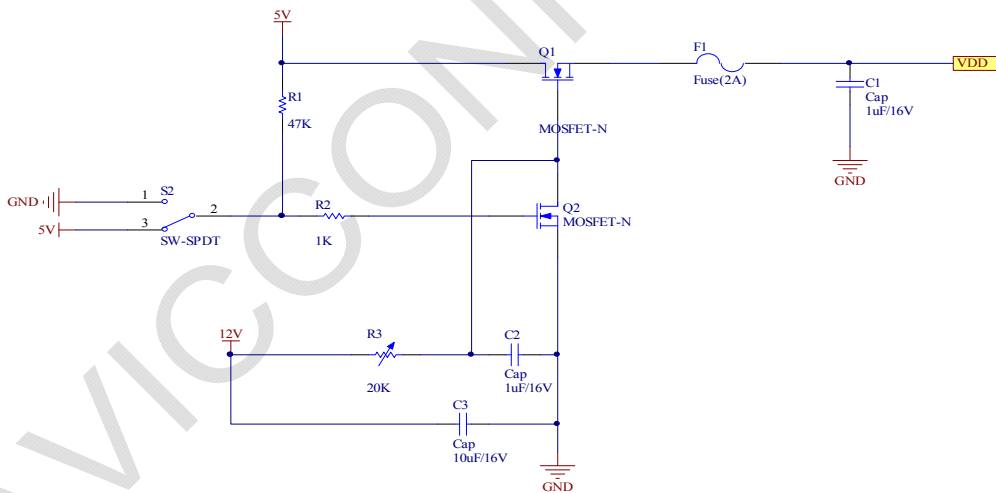 5V
Q1
F1
Fuse(2A)
VDD
C1
Cap
1uF/16V
R1
47K
MOSFET-N
GND
GND
1
S2
5V
3
2
SW-SPDT
R2
1K
Q2
MOSFET-N
12V
R3
20K
C2
Cap
1uF/16V
C3
Cap
10uF/16V
GND
AVICCON